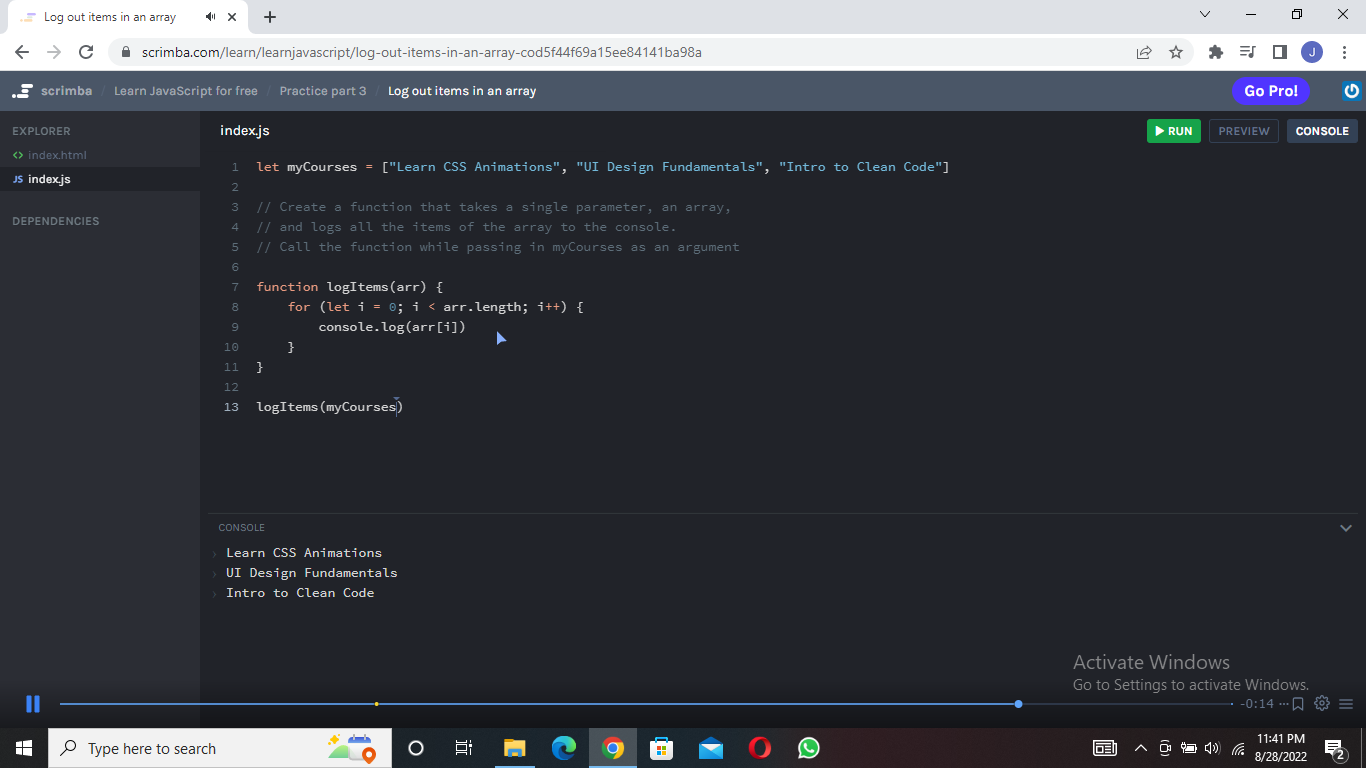 Log out items in an array
scrimba.com/learn/learnjavascript/log-out-items-in-an-array-cod5f44f69a15ee84141ba98a
J
scrimba / Learn JavaScript for free / Practice part 3 / Log out items in an array
Go Pro!
EXPLORER
<> index.html
JS index.js
DEPENDENCIES
index.js
RUN
PREVIEW
CONSOLE
1 let myCourses = ["Learn CSS Animations", "UI Design Fundamentals", "Intro to Clean Code"]
2
3 // Create a function that takes a single parameter, an array,
4 // and logs all the items of the array to the console.
5 // Call the function while passing in myCourses as an argument
6
7 function logItems(arr) {
8     for (let i = 0; i < arr.length; i++) {
9         console.log(arr[i])
10     }
11 }
12
13 logItems(myCourses)
CONSOLE
› Learn CSS Animations
› UI Design Fundamentals
› Intro to Clean Code
Activate Windows
Go to Settings to activate Windows.
-0:14
Type here to search
11:41 PM
8/28/2022
2